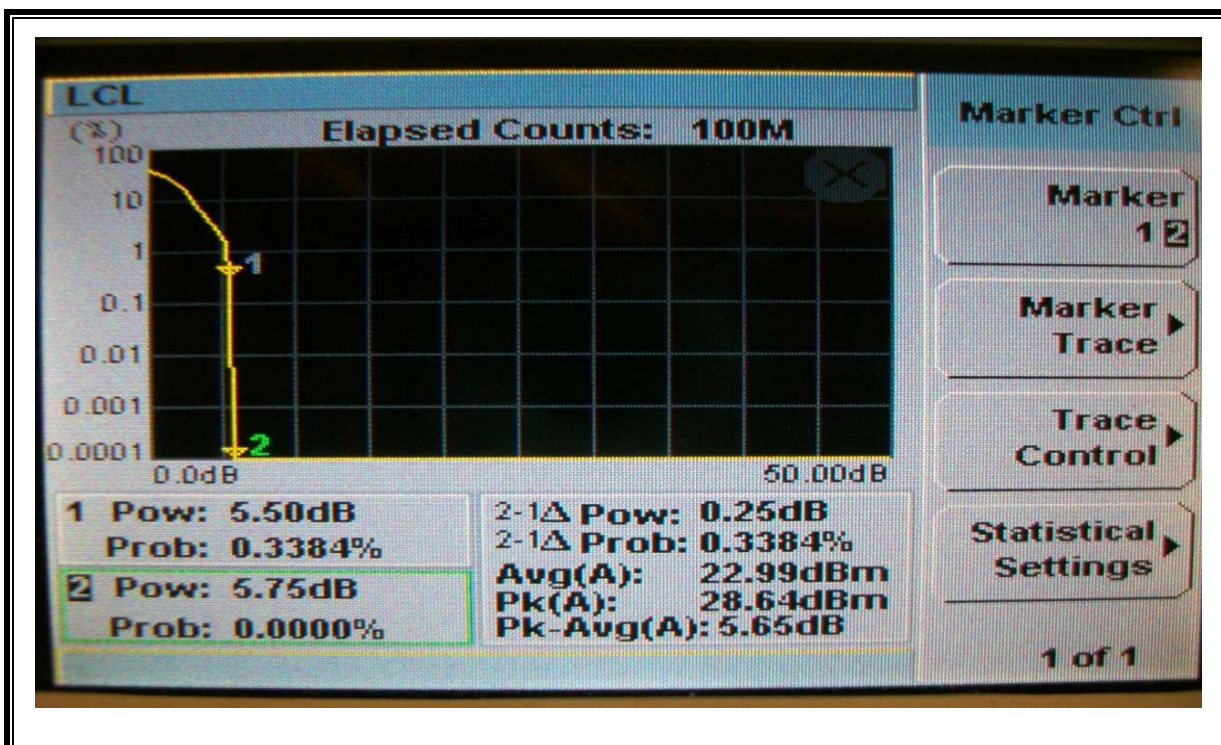 LCL
(%)
Elapsed Counts: 100M
100
10
1
0.1
0.01
0.001
0.0001
1
2
0.0dB
50.00dB
1 Pow: 5.50dB
Prob: 0.3384%
2 Pow: 5.75dB
Prob: 0.0000%
2-1Δ Pow: 0.25dB
2-1Δ Prob: 0.3384%
Avg(A): 22.99dBm
Pk(A): 28.64dBm
Pk-Avg(A): 5.65dB
Marker Ctrl
Marker
1 2
Marker
Trace
Trace
Control
Statistical
Settings
1 of 1